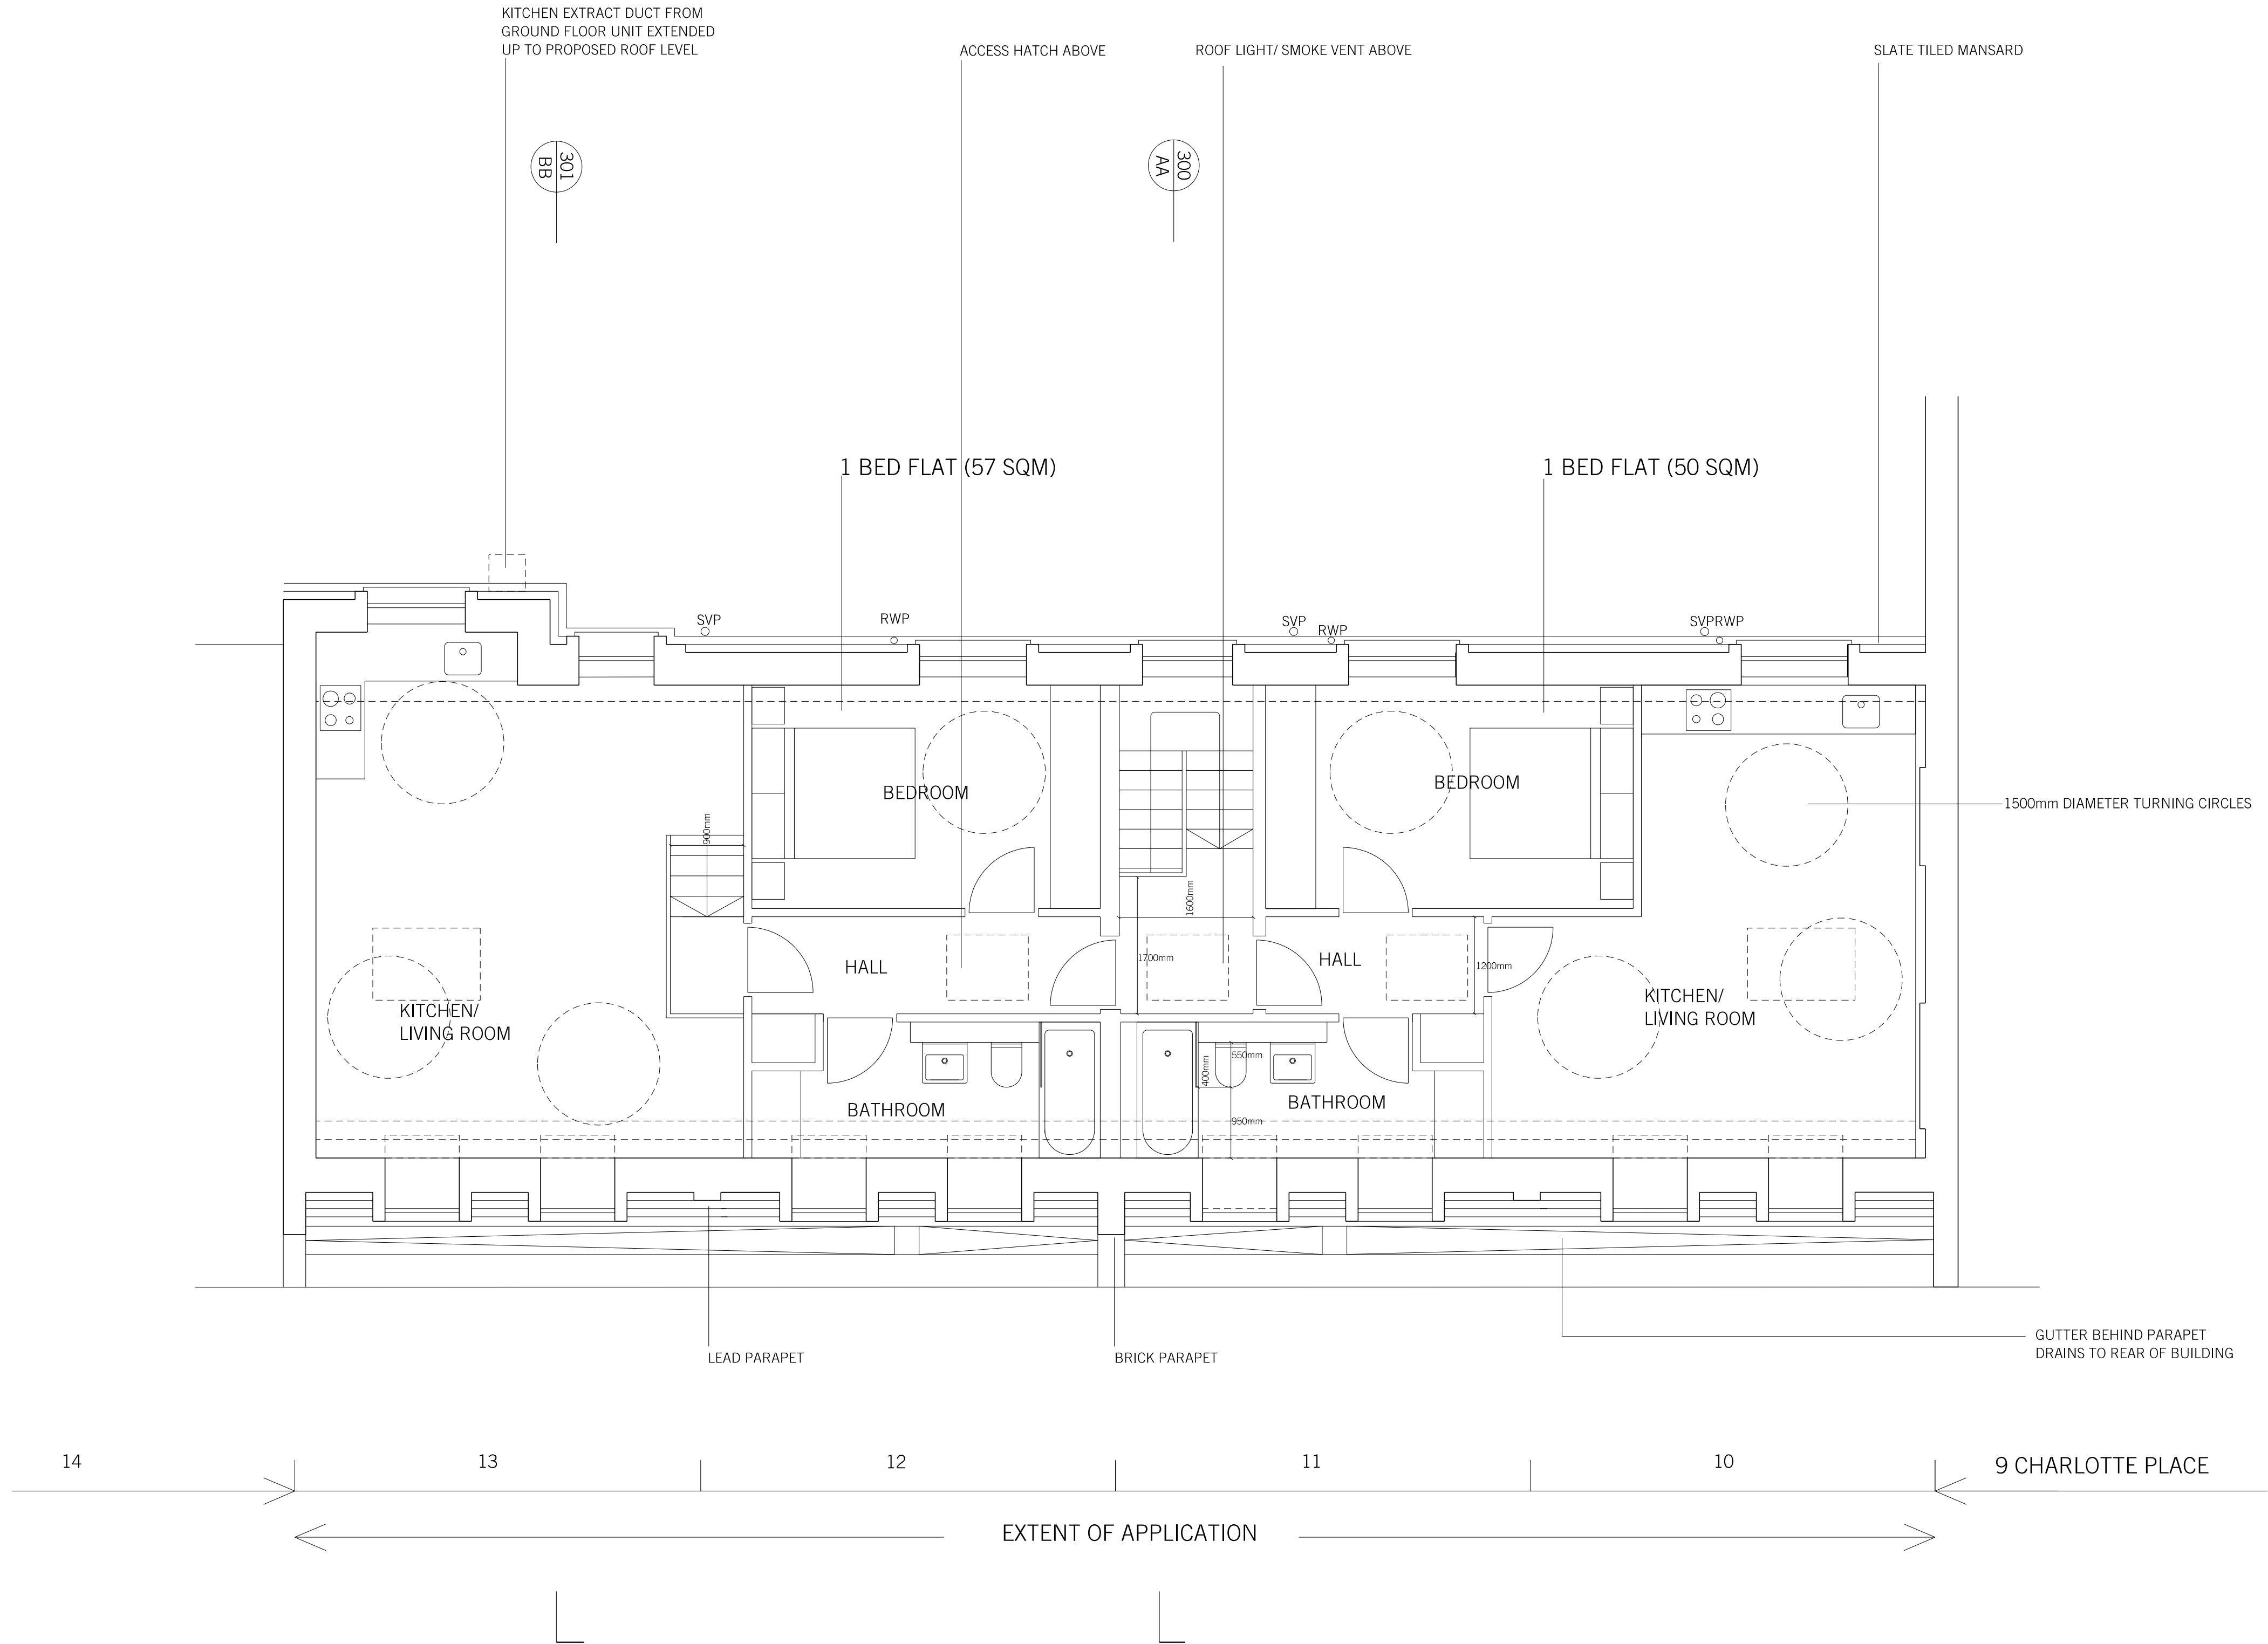 KITCHEN EXTRACT DUCT FROM
GROUND FLOOR UNIT EXTENDED
UP TO PROPOSED ROOF LEVEL
ACCESS HATCH ABOVE
ROOF LIGHT/ SMOKE VENT ABOVE
SLATE TILED MANSARD
301
BB
300
AA
1 BED FLAT (57 SQM)
1 BED FLAT (50 SQM)
SVP
RWP
SVP
RWP
SVPRWP
BEDROOM
BEDROOM
1500mm DIAMETER TURNING CIRCLES
900mm
1600mm
HALL
1700mm
HALL
1200mm
KITCHEN/
LIVING ROOM
KITCHEN/
LIVING ROOM
550mm
400mm
BATHROOM
BATHROOM
950mm
LEAD PARAPET
BRICK PARAPET
GUTTER BEHIND PARAPET
DRAINS TO REAR OF BUILDING
14
13
12
11
10
9 CHARLOTTE PLACE
EXTENT OF APPLICATION